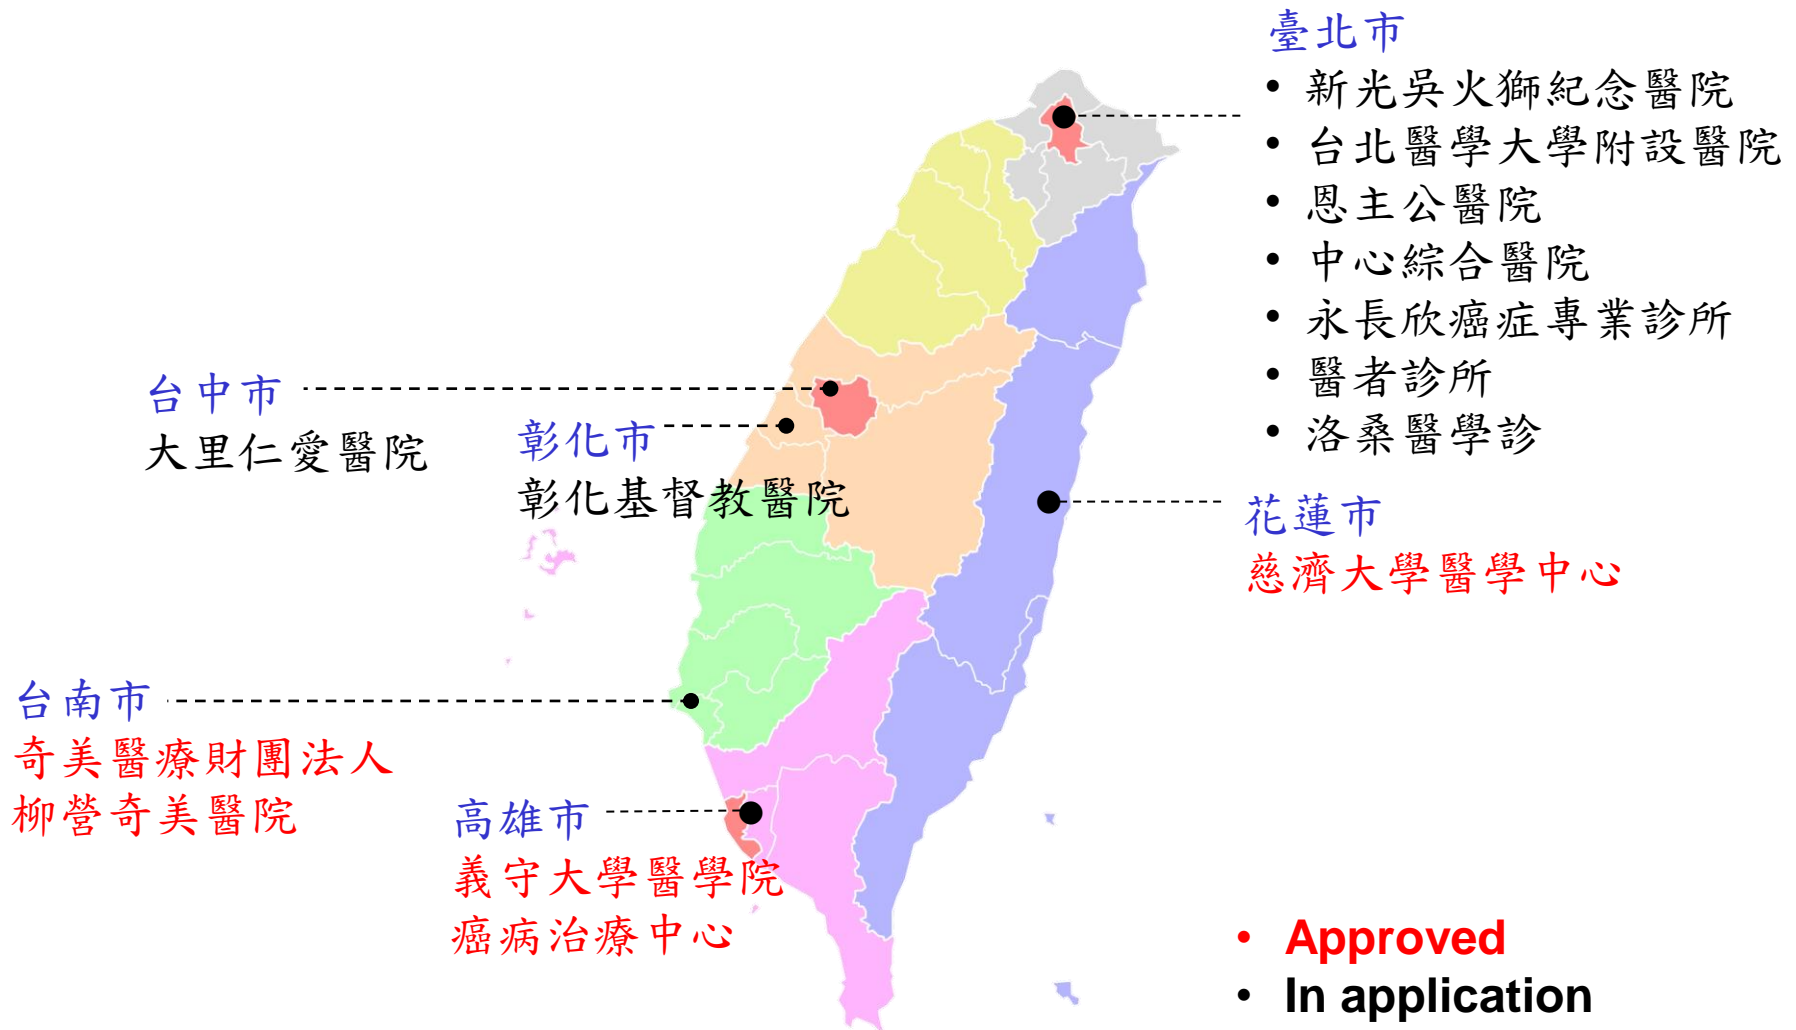 臺北市
• 新光吳火獅紀念醫院
• 台北醫學大學附設醫院
• 恩主公醫院
• 中心綜合醫院
• 永長欣癌症專業診所
• 醫者診所
• 洛桑醫學診
台中市
大里仁愛醫院
彰化市
彰化基督教醫院
花蓮市
慈濟大學醫學中心
台南市
奇美醫療財團法人
柳營奇美醫院
高雄市
義守大學醫學院
癌病治療中心
• Approved
• In application